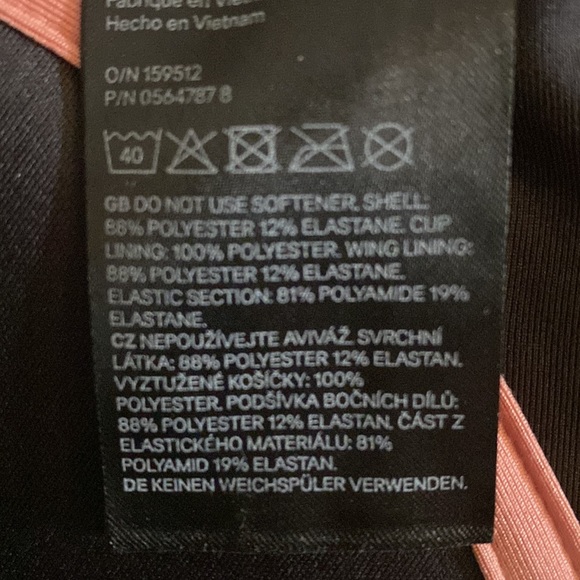 Fabriqué en Vietnam
Hecho en Vietnam
O/N 159512
P/N 0564787 8
40
GB DO NOT USE SOFTENER. SHELL:
88% POLYESTER 12% ELASTANE. CUP
LINING: 100% POLYESTER. WING LINING:
88% POLYESTER 12% ELASTANE.
ELASTIC SECTION: 81% POLYAMIDE 19%
ELASTANE.
CZ NEPOUŽÍVEJTE AVIVÁŽ. SVRCHNÍ
LÁTKA: 88% POLYESTER 12% ELASTAN.
VYZTUŽENÉ KOŠÍČKY: 100%
POLYESTER. PODŠÍVKA BOČNÍCH DÍLŮ:
88% POLYESTER 12% ELASTAN. ČÁST Z
ELASTICKÉHO MATERIÁLU: 81%
POLYAMID 19% ELASTAN.
DE KEINEN WEICHSPÜLER VERWENDEN.